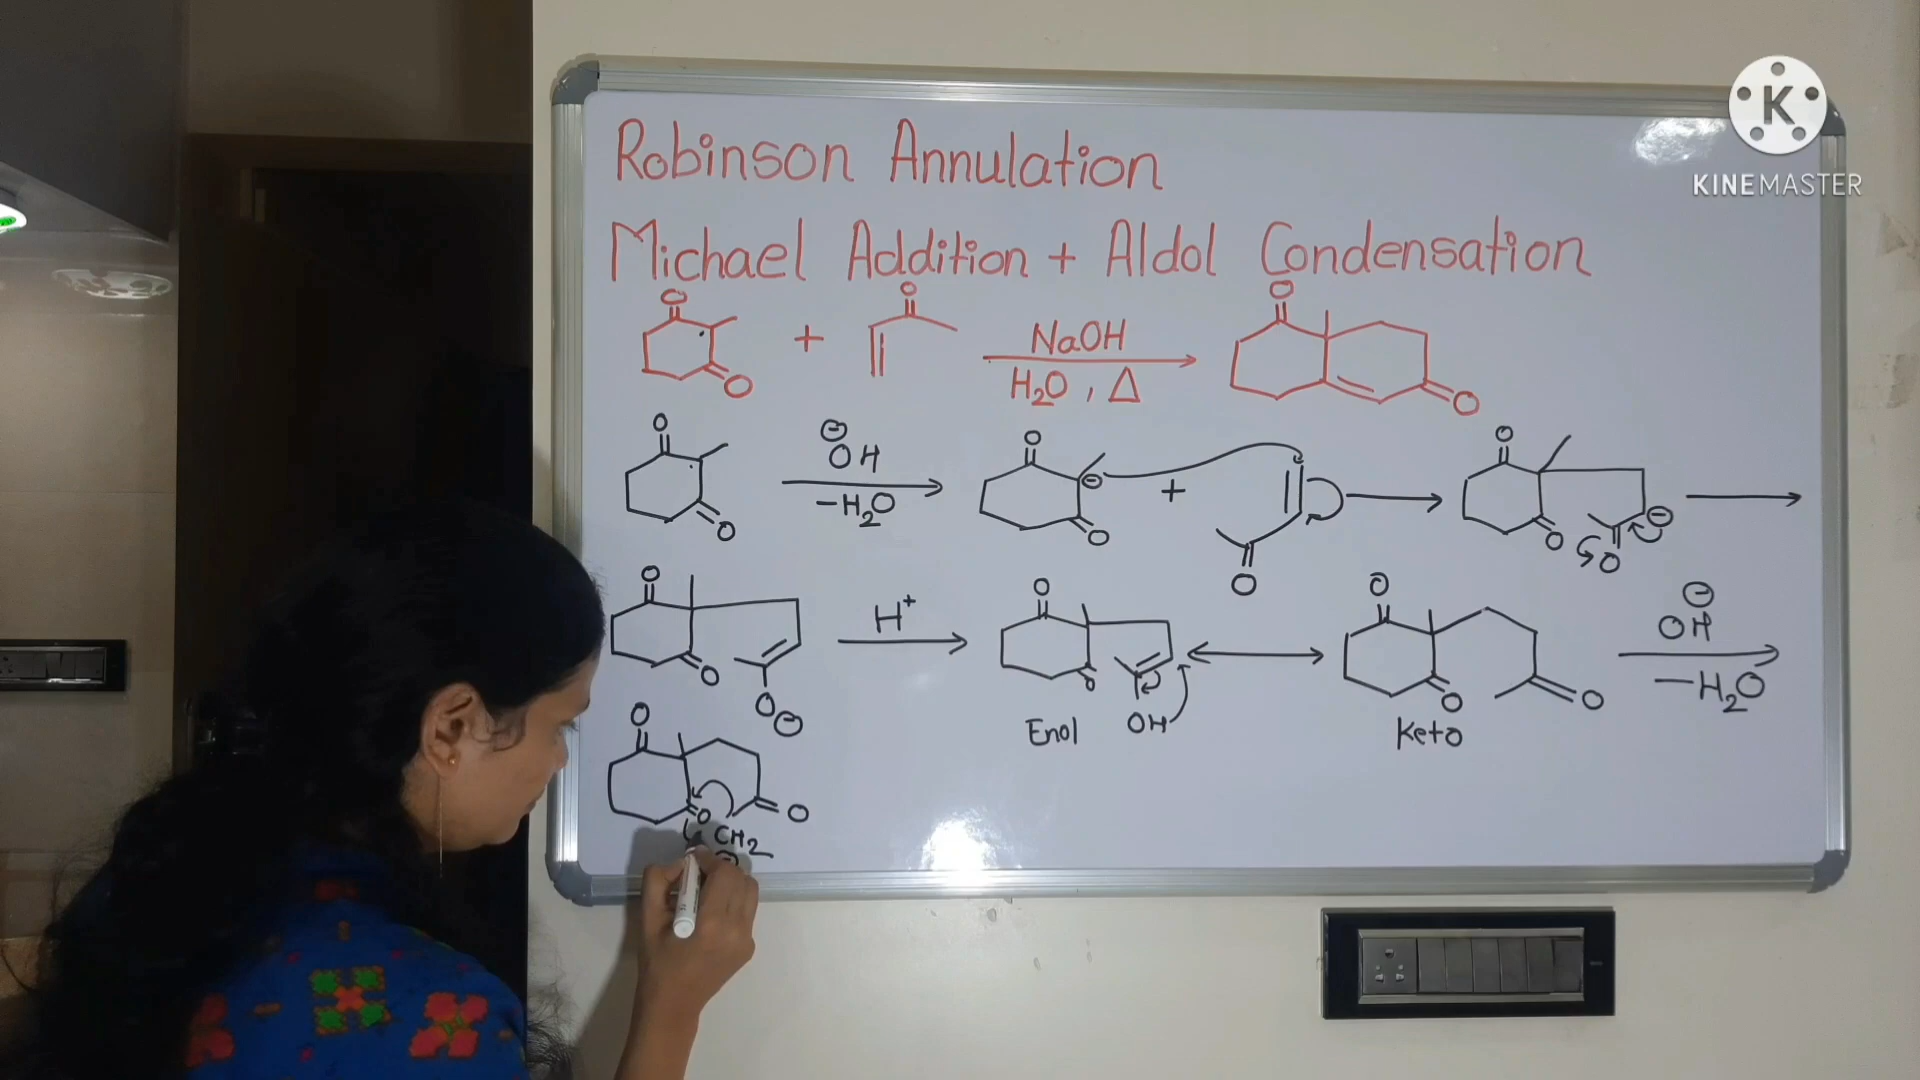 KINEMASTER
Robinson Annulation
Michael Addition + Aldol Condensation
O O + O NaOH O O
H₂O , Δ
O O ⊖OH O ⊖ O + O O O ⊖ O
−H₂O
O O O⊖ H⁺ O O OH O O O ⊖OH
−H₂O
Enol Keto
O O O
CH₂
⊖